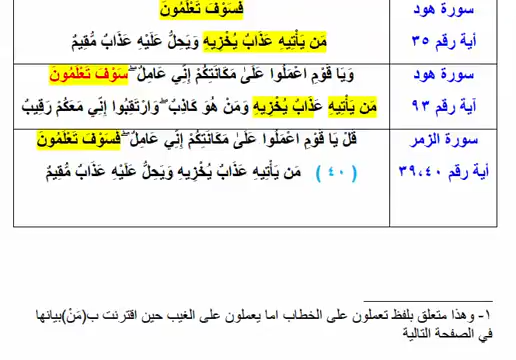 سورة هود
فَسَوْفَ تَعْلَمُونَ
آية رقم ٣٥
مَن يَأْتِيهِ عَذَابٌ يُخْزِيهِ وَيَحِلُّ عَلَيْهِ عَذَابٌ مُّقِيمٌ
سورة هود
وَيَا قَوْمِ اعْمَلُوا عَلَىٰ مَكَانَتِكُمْ إِنِّي عَامِلٌ ۖ سَوْفَ تَعْلَمُونَ
آية رقم ٩٣
مَن يَأْتِيهِ عَذَابٌ يُخْزِيهِ وَمَنْ هُوَ كَاذِبٌ ۖ وَارْتَقِبُوا إِنِّي مَعَكُمْ رَقِيبٌ
سورة الزمر
قُلْ يَا قَوْمِ اعْمَلُوا عَلَىٰ مَكَانَتِكُمْ إِنِّي عَامِلٌ ۖ فَسَوْفَ تَعْلَمُونَ
آية رقم ٣٩،٤٠
(٤٠) مَن يَأْتِيهِ عَذَابٌ يُخْزِيهِ وَيَحِلُّ عَلَيْهِ عَذَابٌ مُّقِيمٌ
١- وهذا متعلق بلفظ تعملون على الخطاب اما يعملون على الغيب حين اقترنت ب(مَنْ)بيانها
في الصفحة التالية